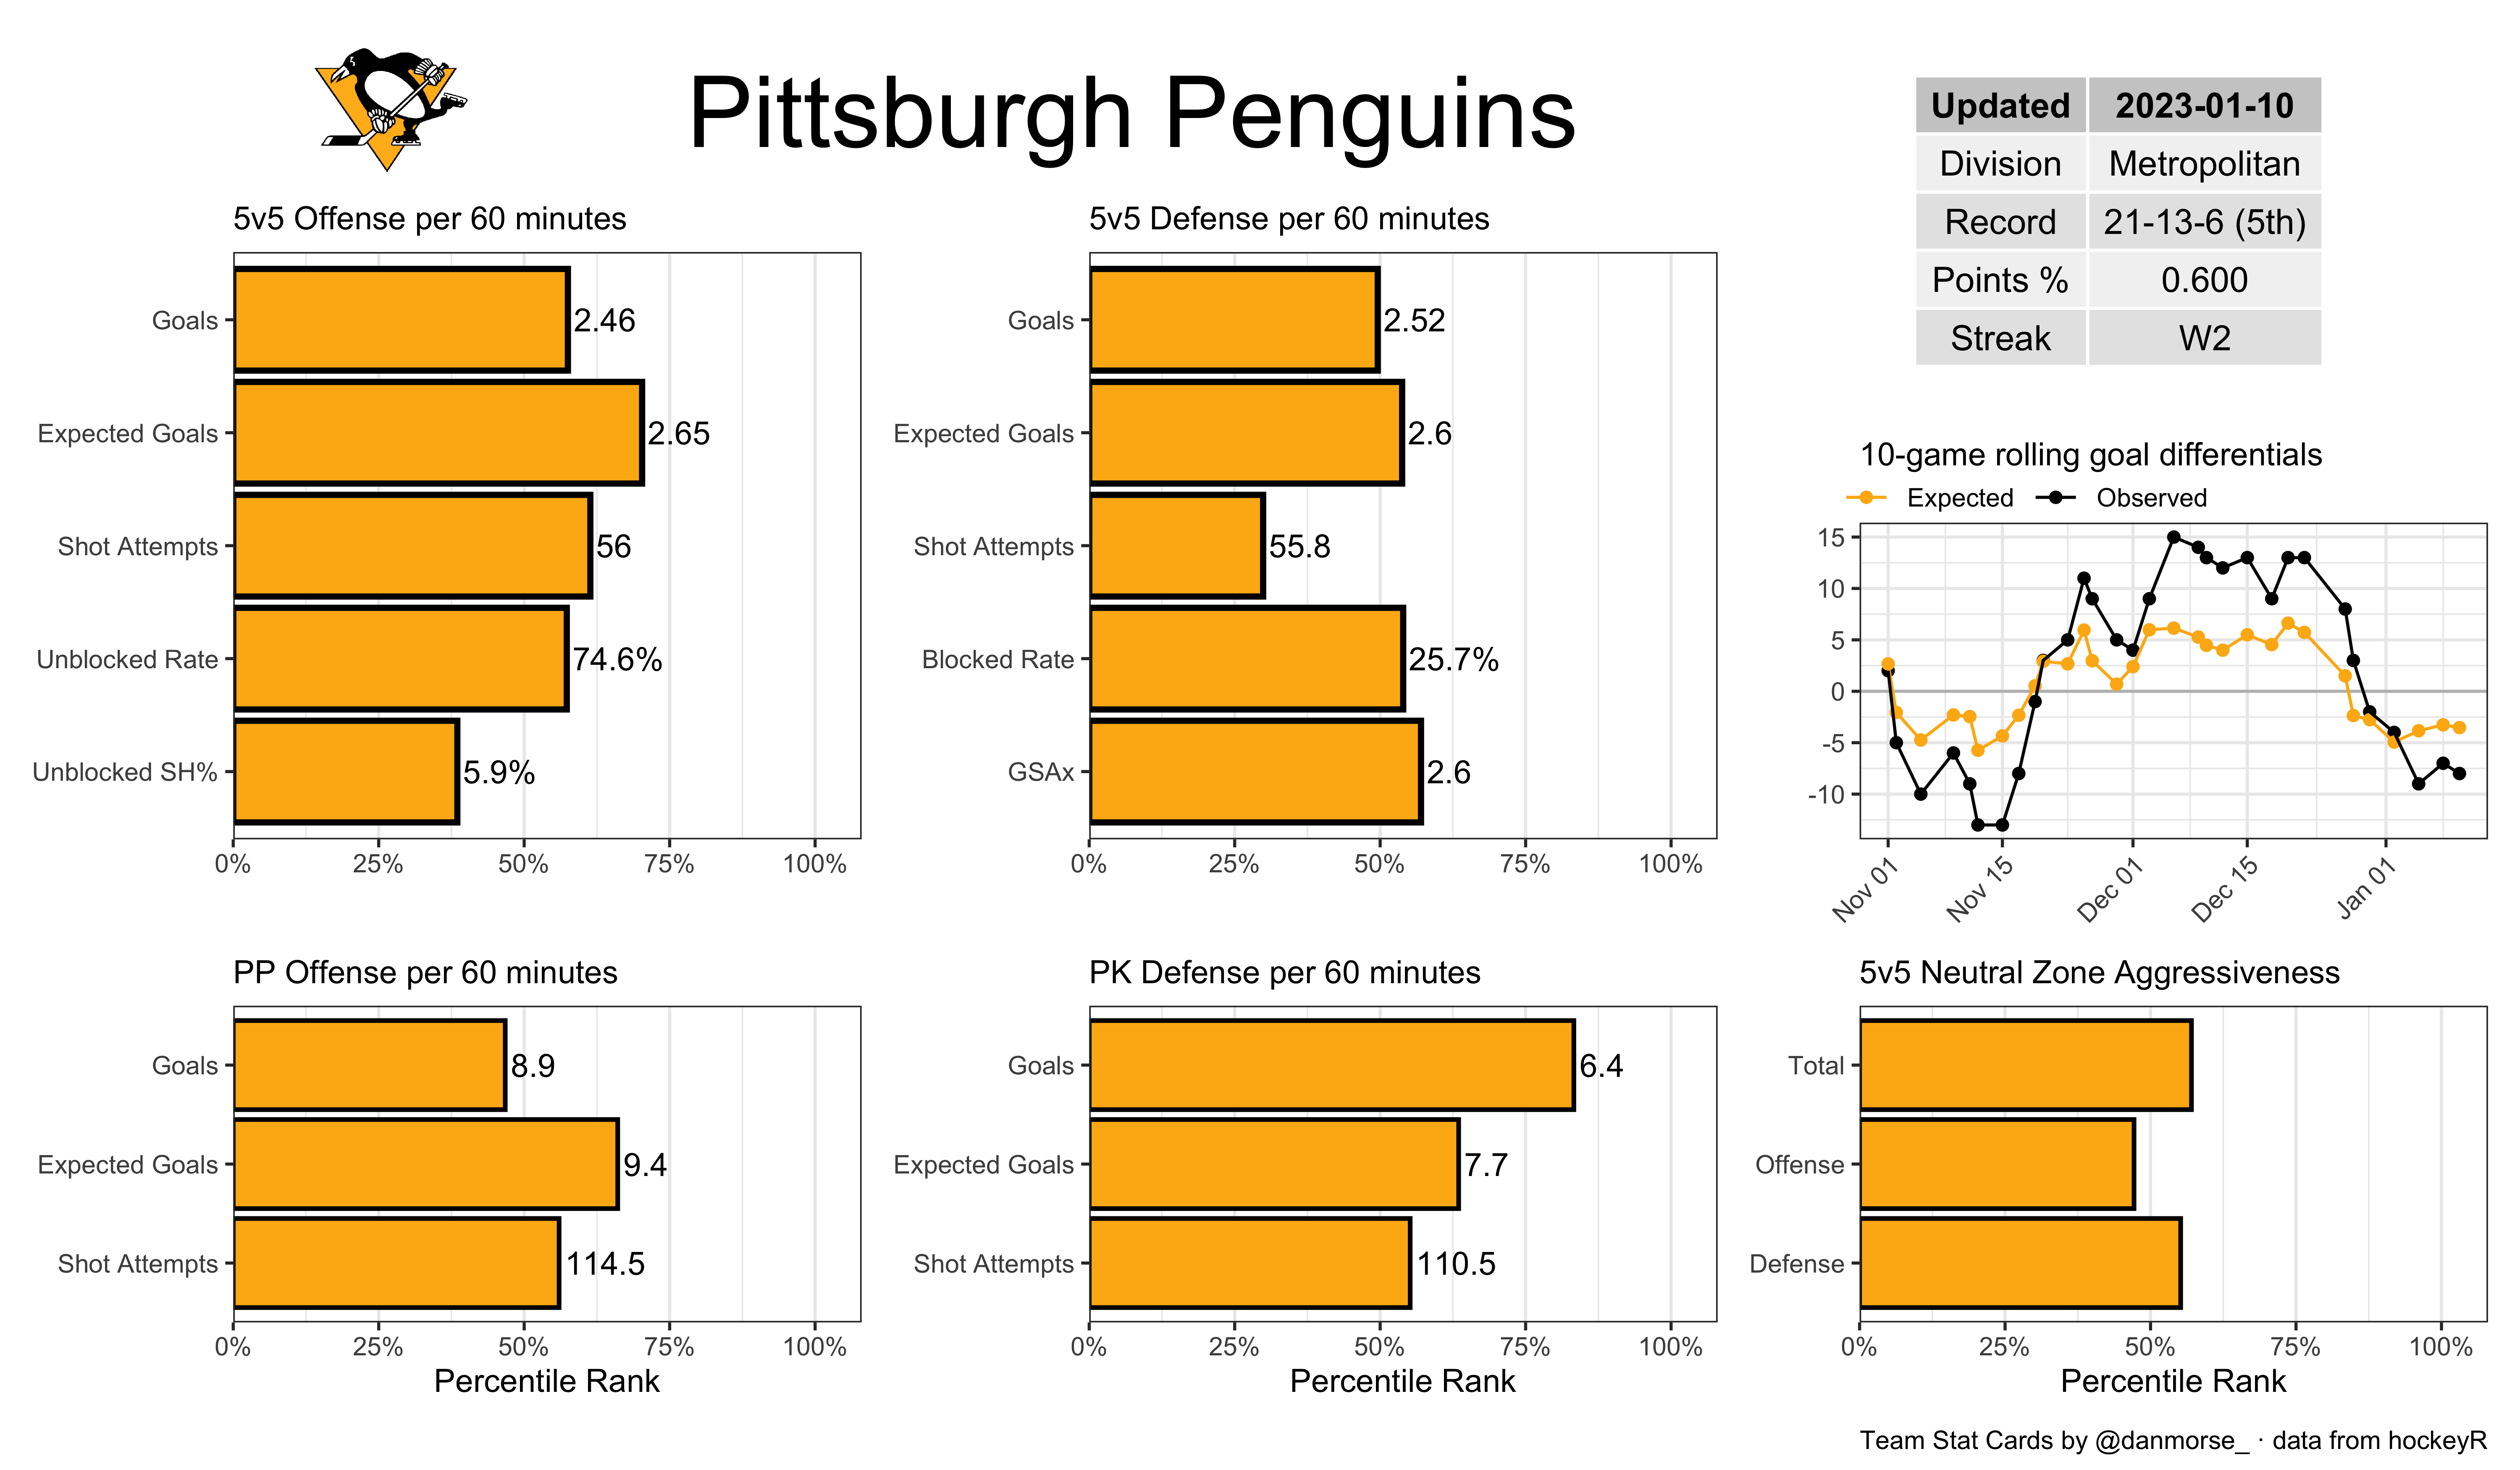 Pittsburgh Penguins
Updated 2023-01-10
Division Metropolitan
Record 21-13-6 (5th)
Points % 0.600
Streak W2
5v5 Offense per 60 minutes
Goals 2.46
Expected Goals 2.65
Shot Attempts 56
Unblocked Rate 74.6%
Unblocked SH% 5.9%
0% 25% 50% 75% 100%
5v5 Defense per 60 minutes
Goals 2.52
Expected Goals 2.6
Shot Attempts 55.8
Blocked Rate 25.7%
GSAx 2.6
0% 25% 50% 75% 100%
10-game rolling goal differentials
Expected Observed
15
10
5
0
-5
-10
Nov 01 Nov 15 Dec 01 Dec 15 Jan 01
PP Offense per 60 minutes
Goals 8.9
Expected Goals 9.4
Shot Attempts 114.5
0% 25% 50% 75% 100%
Percentile Rank
PK Defense per 60 minutes
Goals 6.4
Expected Goals 7.7
Shot Attempts 110.5
0% 25% 50% 75% 100%
Percentile Rank
5v5 Neutral Zone Aggressiveness
Total
Offense
Defense
0% 25% 50% 75% 100%
Percentile Rank
Team Stat Cards by @danmorse_ · data from hockeyR